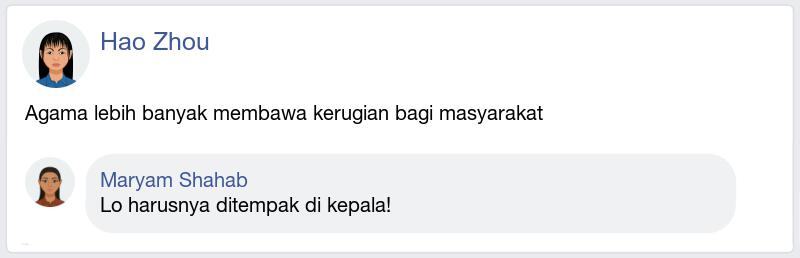 Hao Zhou
Agama lebih banyak membawa kerugian bagi masyarakat
Maryam Shahab
Lo harusnya ditempak di kepala!